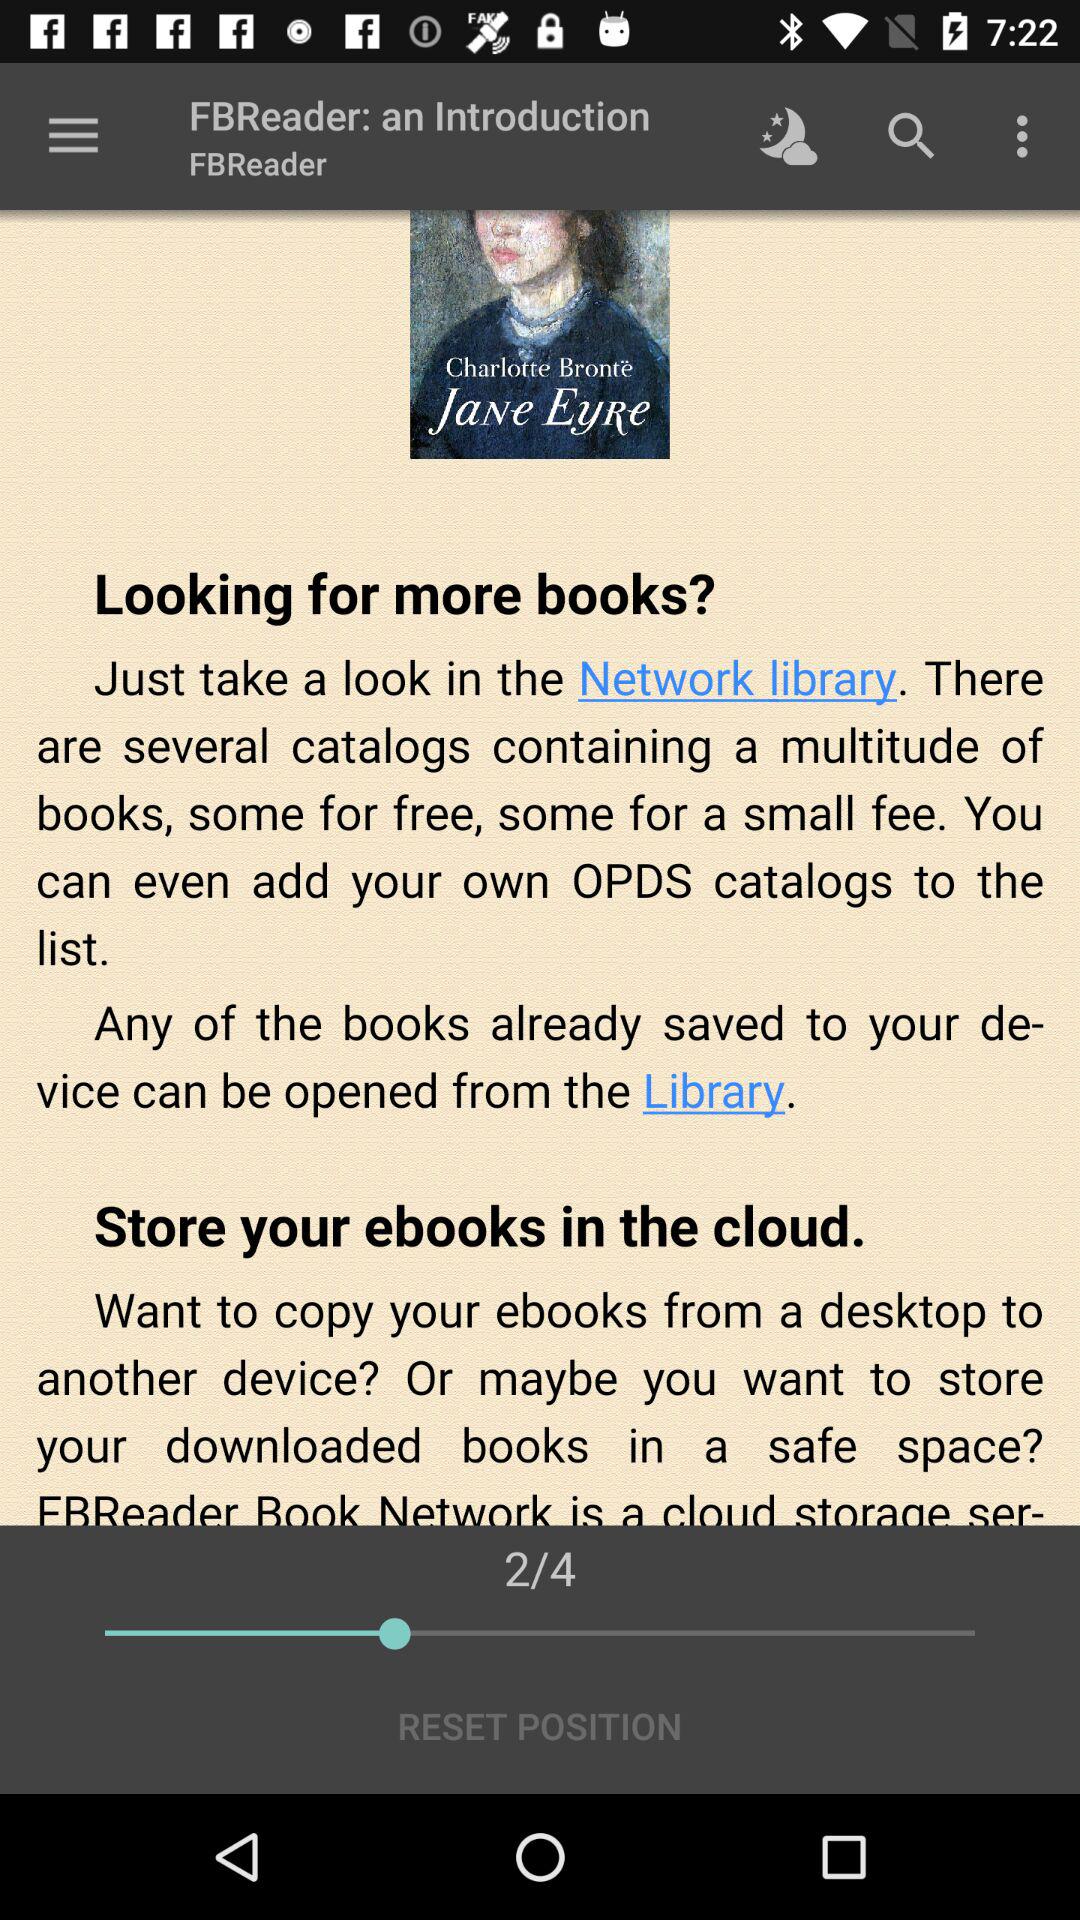 FAKE
7:22
FBReader: an Introduction
FBReader
Charlotte Brontë
Jane Eyre
Looking for more books?
Just take a look in the Network library. There
are several catalogs containing a multitude of
books, some for free, some for a small fee. You
can even add your own OPDS catalogs to the
list.
Any of the books already saved to your de-
vice can be opened from the Library.
Store your ebooks in the cloud.
Want to copy your ebooks from a desktop to
another device? Or maybe you want to store
your downloaded books in a safe space?
FBReader Book Network is a cloud storage ser-
2/4
RESET POSITION